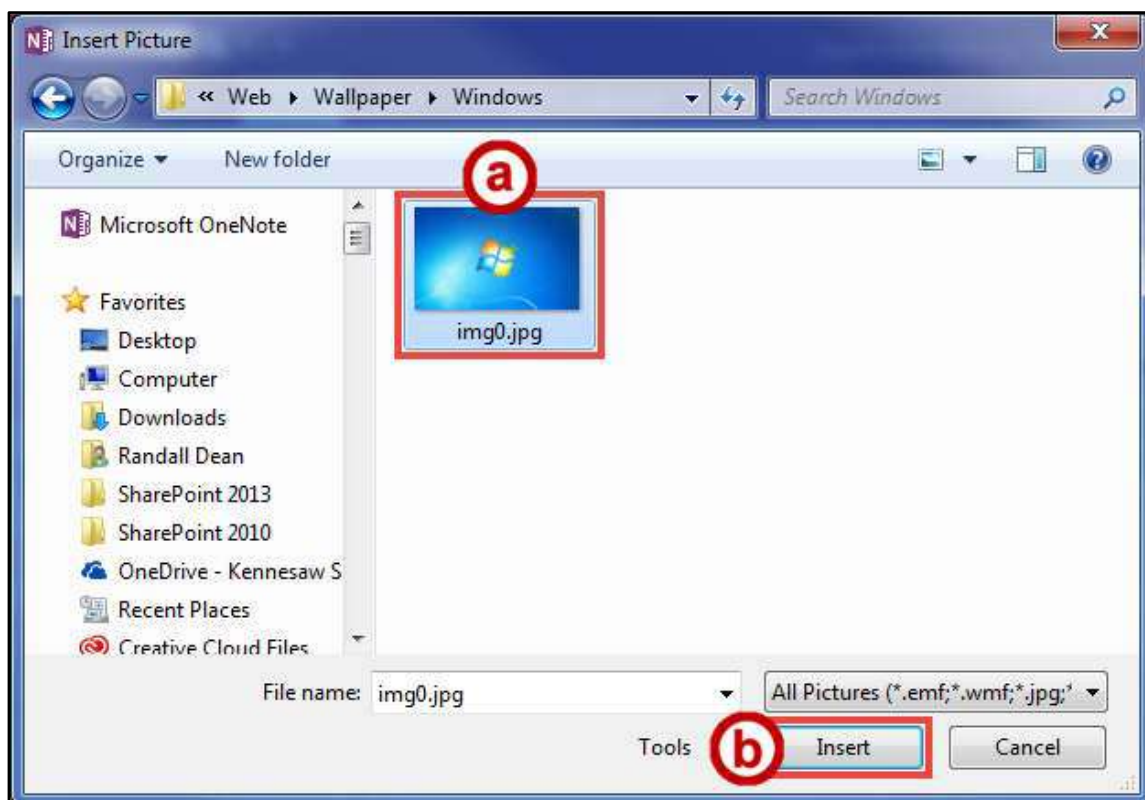 Insert Picture
« Web ▸ Wallpaper ▸ Windows
Search Windows
Organize ▾ New folder
a
img0.jpg
Microsoft OneNote
Favorites
Desktop
Computer
Downloads
Randall Dean
SharePoint 2013
SharePoint 2010
OneDrive - Kennesaw S
Recent Places
Creative Cloud Files
File name: img0.jpg
All Pictures (*.emf;*.wmf;*.jpg;*
Tools
b
Insert
Cancel